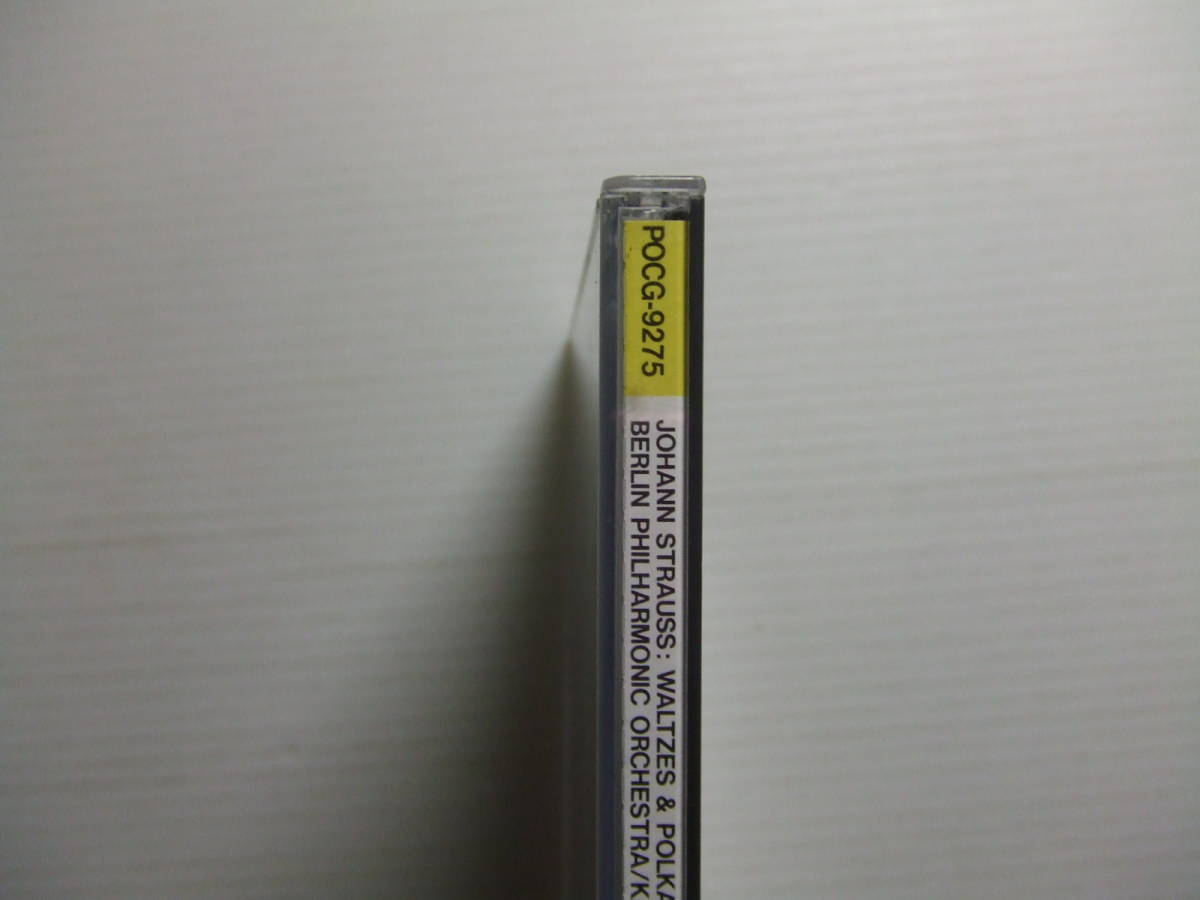 POCG-9275
JOHANN STRAUSS: WALTZES & POLKA
BERLIN PHILHARMONIC ORCHESTRA/K